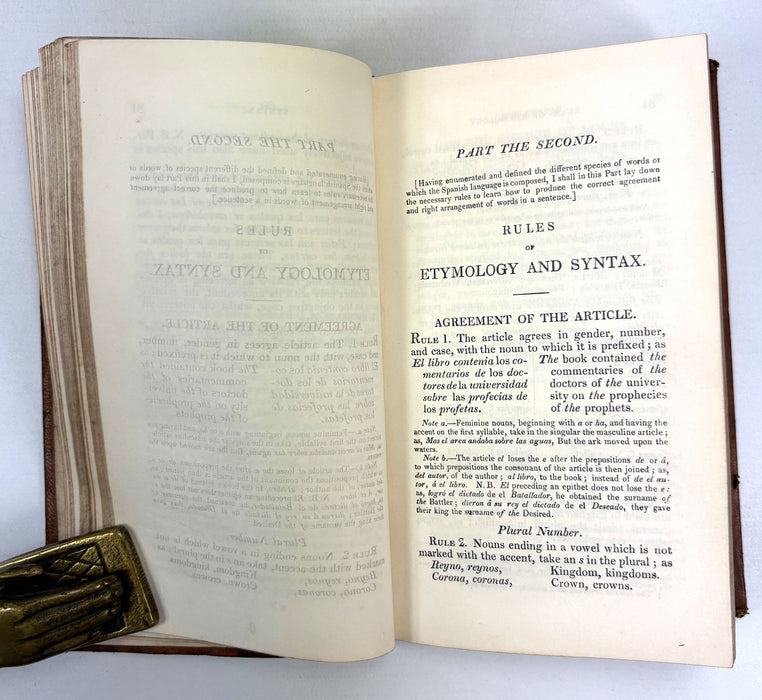 PART THE SECOND.
[Having enumerated and defined the different species of words of
which the Spanish language is composed, I shall in this Part lay down
the necessary rules to learn how to produce the correct agreement
and right arrangement of words in a sentence.]
RULES
OF
ETYMOLOGY AND SYNTAX.
AGREEMENT OF THE ARTICLE.
RULE 1. The article agrees in gender, number,
and case, with the noun to which it is prefixed; as
El libro contenia los co-
mentarios de los doc-
tores de la universidad
sobre las profecias de
los profetas.
The book contained the
commentaries of the
doctors of the univer-
sity on the prophecies
of the prophets.
Note a.—Feminine nouns, beginning with a or ha, and having the
accent on the first syllable, take in the singular the masculine article;
as, Mas el arca andaba sobre las aguas, But the ark moved upon the
waters.
Note b.—The article el loses the e after the prepositions de or á,
to which prepositions the consonant of the article is then joined; as,
del autor, of the author; al libro, to the book; instead of de el au-
tor, á el libro. N.B. El preceding an epithet does not lose the e:
as, logró el dictado de el Batallador, he obtained the surname of
the Battler; dieron á su rey el dictado de el Deseado, they gave
their king the surname of the Desired.
Plural Number.
RULE 2. Nouns ending in a vowel which is not
marked with the accent, take an s in the plural; as
Reyno, reynos,
Corona, coronas,
Kingdom, kingdoms.
Crown, crowns.